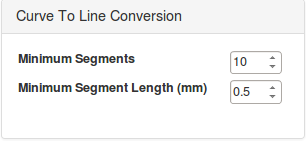 Curve To Line Conversion
Minimum Segments 10
Minimum Segment Length (mm) 0.5